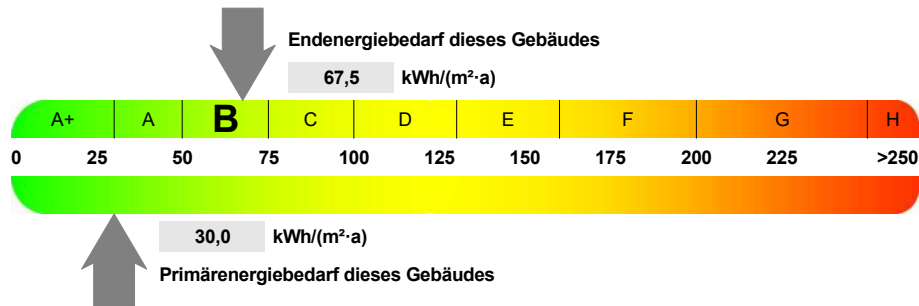 Endenergiebedarf dieses Gebäudes
67,5 kWh/(m²·a)
A+ A B C D E F G H
0 25 50 75 100 125 150 175 200 225 >250
30,0 kWh/(m²·a)
Primärenergiebedarf dieses Gebäudes